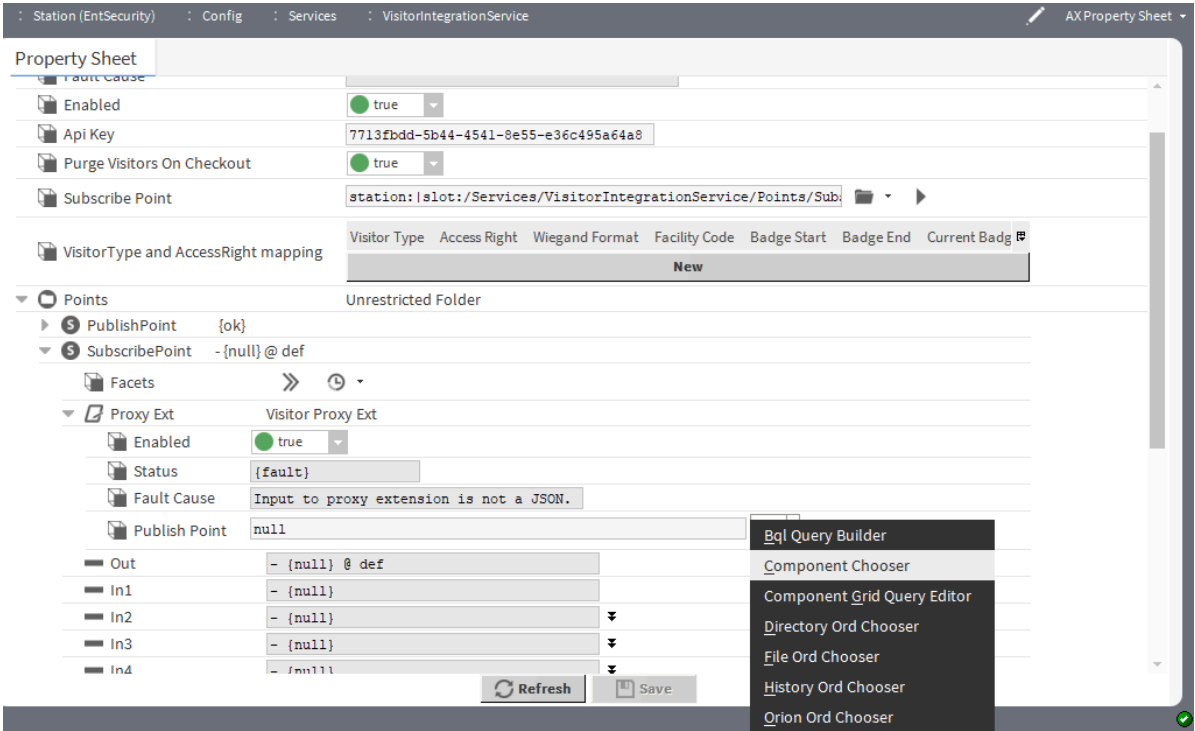 : Station (EntSecurity) : Config : Services : VisitorIntegrationService AX Property Sheet
Property Sheet
Fault Cause
Enabled true
Api Key 7713fbdd-5b44-4541-8e55-e36c495a64a8
Purge Visitors On Checkout true
Subscribe Point station:|slot:/Services/VisitorIntegrationService/Points/Sub
Visitor Type Access Right Wiegand Format Facility Code Badge Start Badge End Current Badg
VisitorType and AccessRight mapping
New
Points Unrestricted Folder
S PublishPoint {ok}
S SubscribePoint - {null} @ def
Facets
Proxy Ext Visitor Proxy Ext
Enabled true
Status {fault}
Fault Cause Input to proxy extension is not a JSON.
Publish Point null
Bql Query Builder
Out - {null} @ def
Component Chooser
In1 - {null}
Component Grid Query Editor
In2 - {null}
Directory Ord Chooser
In3 - {null}
File Ord Chooser
In4 - {null}
Refresh Save
History Ord Chooser
Orion Ord Chooser